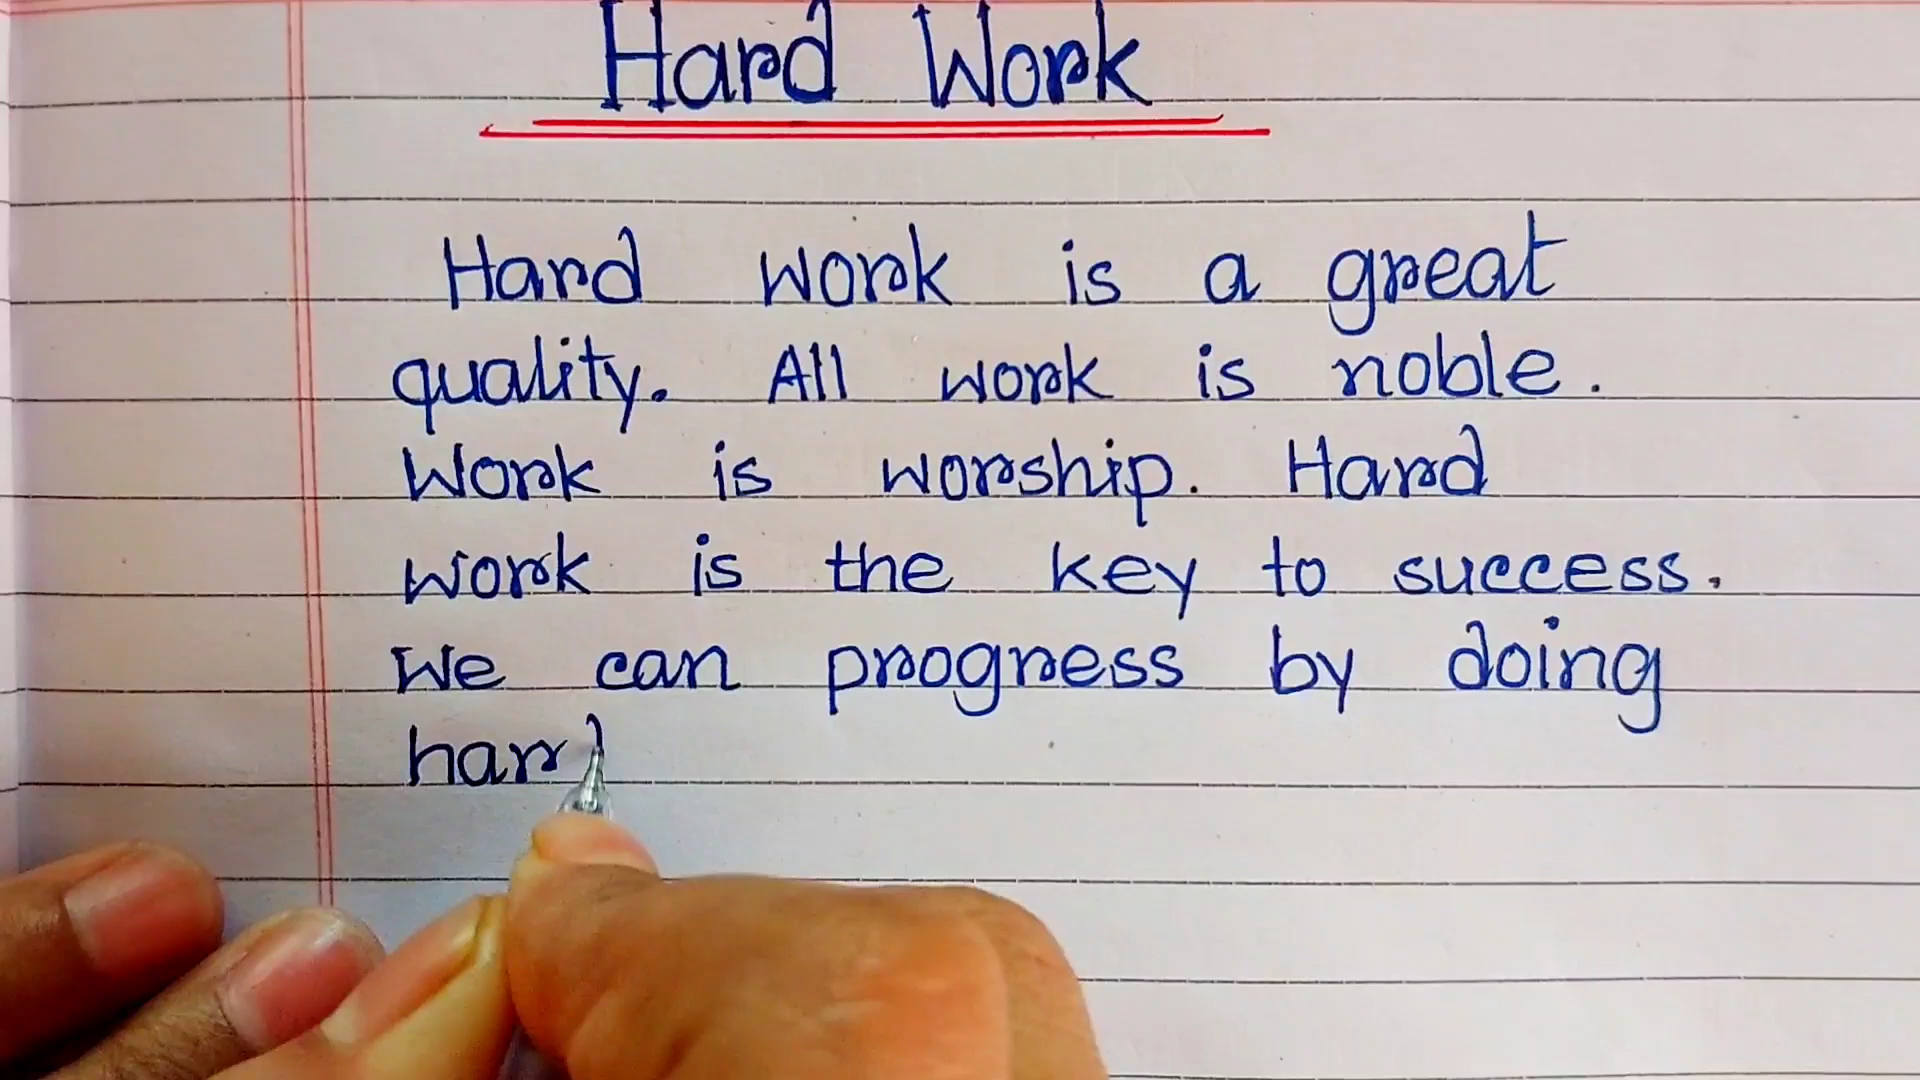 Hard Work
Hard work is a great
quality. All work is noble.
Work is worship. Hard
work is the key to success.
We can progress by doing
har